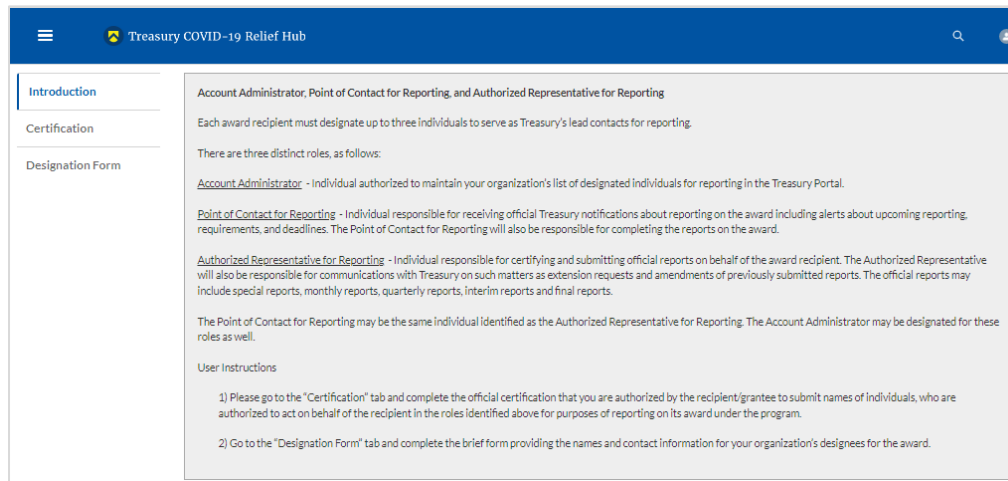 Treasury COVID-19 Relief Hub
Introduction
Certification
Designation Form
Account Administrator, Point of Contact for Reporting, and Authorized Representative for Reporting
Each award recipient must designate up to three individuals to serve as Treasury's lead contacts for reporting.
There are three distinct roles, as follows:
Account Administrator - Individual authorized to maintain your organization's list of designated individuals for reporting in the Treasury Portal.
Point of Contact for Reporting - Individual responsible for receiving official Treasury notifications about reporting on the award including alerts about upcoming reporting,
requirements, and deadlines. The Point of Contact for Reporting will also be responsible for completing the reports on the award.
Authorized Representative for Reporting - Individual responsible for certifying and submitting official reports on behalf of the award recipient. The Authorized Representative
will also be responsible for communications with Treasury on such matters as extension requests and amendments of previously submitted reports. The official reports may
include special reports, monthly reports, quarterly reports, interim reports and final reports.
The Point of Contact for Reporting may be the same individual identified as the Authorized Representative for Reporting. The Account Administrator may be designated for these
roles as well.
User Instructions
1) Please go to the "Certification" tab and complete the official certification that you are authorized by the recipient/grantee to submit names of individuals, who are
authorized to act on behalf of the recipient in the roles identified above for purposes of reporting on its award under the program.
2) Go to the "Designation Form" tab and complete the brief form providing the names and contact information for your organization's designees for the award.